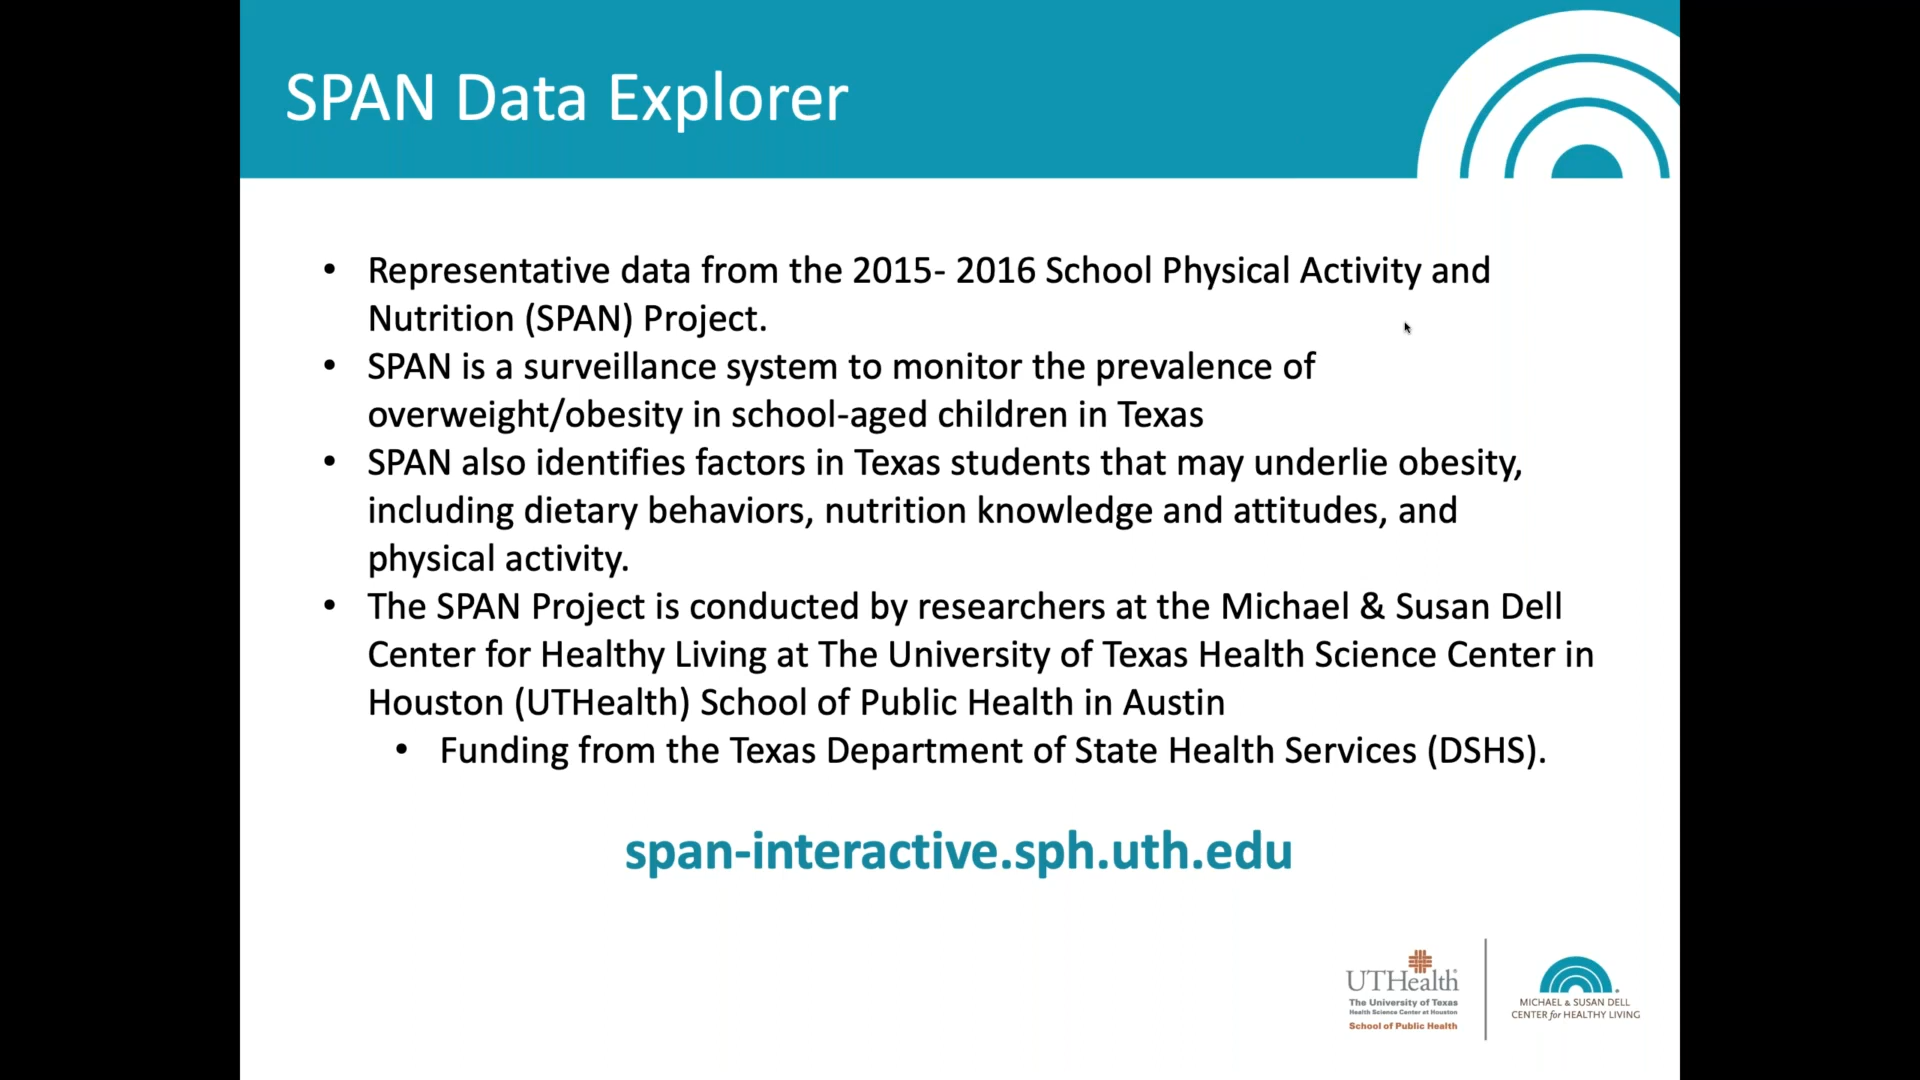 SPAN Data Explorer
• Representative data from the 2015- 2016 School Physical Activity and
Nutrition (SPAN) Project.
• SPAN is a surveillance system to monitor the prevalence of
overweight/obesity in school-aged children in Texas
• SPAN also identifies factors in Texas students that may underlie obesity,
including dietary behaviors, nutrition knowledge and attitudes, and
physical activity.
• The SPAN Project is conducted by researchers at the Michael & Susan Dell
Center for Healthy Living at The University of Texas Health Science Center in
Houston (UTHealth) School of Public Health in Austin
• Funding from the Texas Department of State Health Services (DSHS).
span-interactive.sph.uth.edu
UTHealth
The University of Texas
Health Science Center at Houston
School of Public Health
MICHAEL & SUSAN DELL
CENTER for HEALTHY LIVING